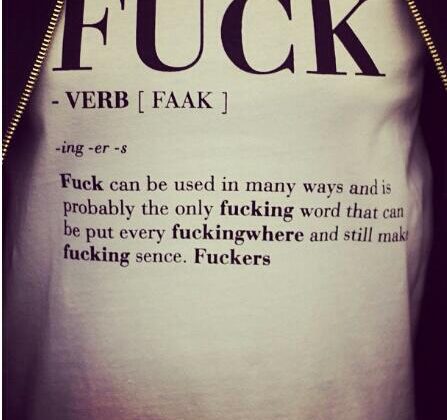 FUCK
- VERB [ FAAK ]
-ing -er -s
Fuck can be used in many ways and is
probably the only fucking word that can
be put every fuckingwhere and still make
fucking sence. Fuckers